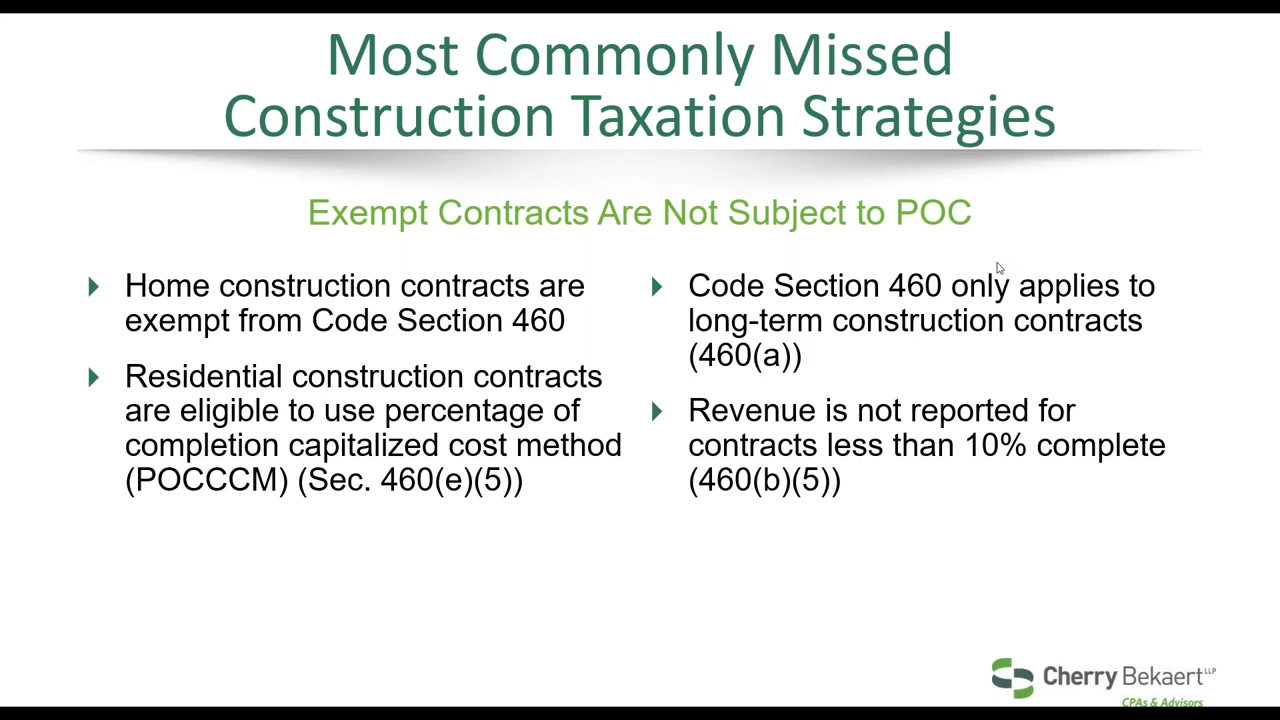 Most Commonly Missed
Construction Taxation Strategies
Exempt Contracts Are Not Subject to POC
Home construction contracts are
exempt from Code Section 460
Residential construction contracts
are eligible to use percentage of
completion capitalized cost method
(POCCCM) (Sec. 460(e)(5))
Code Section 460 only applies to
long-term construction contracts
(460(a))
Revenue is not reported for
contracts less than 10% complete
(460(b)(5))
Cherry Bekaert LLP
CPAs & Advisors